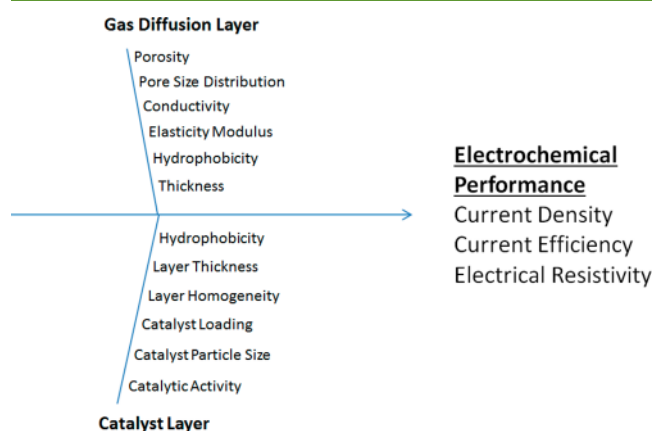 Gas Diffusion Layer
Porosity
Pore Size Distribution
Conductivity
Elasticity Modulus
Hydrophobicity
Thickness
Hydrophobicity
Layer Thickness
Layer Homogeneity
Catalyst Loading
Catalyst Particle Size
Catalytic Activity
Catalyst Layer
Electrochemical
Performance
Current Density
Current Efficiency
Electrical Resistivity